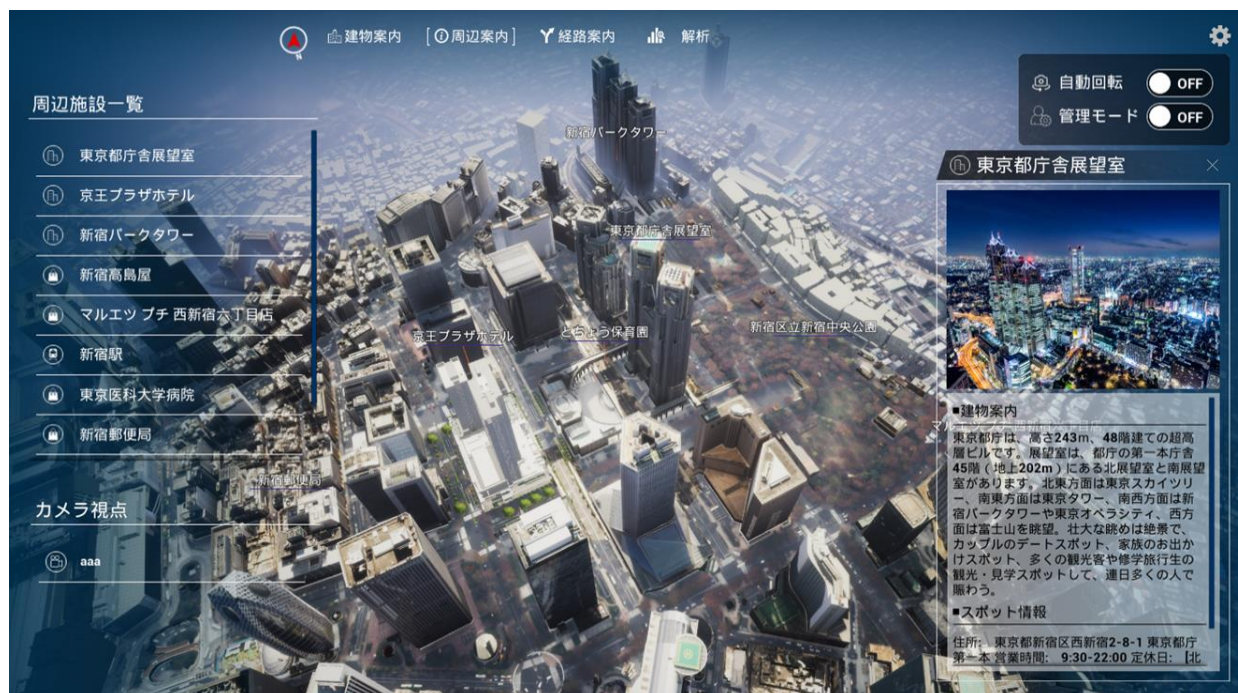 建物案内
[周辺案内]
経路案内
解析
N
自動回転 OFF
管理モード OFF
周辺施設一覧
東京都庁舎展望室
京王プラザホテル
新宿パークタワー
新宿高島屋
マルエツ プチ 西新宿六丁目店
新宿駅
東京医科大学病院
新宿郵便局
カメラ視点
aaa
新宿パークタワー
東京都庁舎展望室
京王プラザホテル
とちょう保育園
新宿区立新宿中央公園
新宿郵便局
東京都庁舎展望室
■建物案内
東京都庁は、高さ243m、48階建ての超高
層ビルです。展望室は、都庁の第一本庁舎
45階（地上202m）にある北展望室と南展望
室があります。北東方面は東京スカイツリ
ー、南東方面は東京タワー、南西方面は新
宿パークタワーや東京オペラシティ、西方
面は富士山を眺望。壮大な眺めは絶景で、
カップルのデートスポット、家族のお出か
けスポット、多くの観光客や修学旅行生の
観光・見学スポットして、連日多くの人で
賑わう。
■スポット情報
住所: 東京都新宿区西新宿2-8-1 東京都庁
第一本 営業時間: 9:30-22:00 定休日: [北